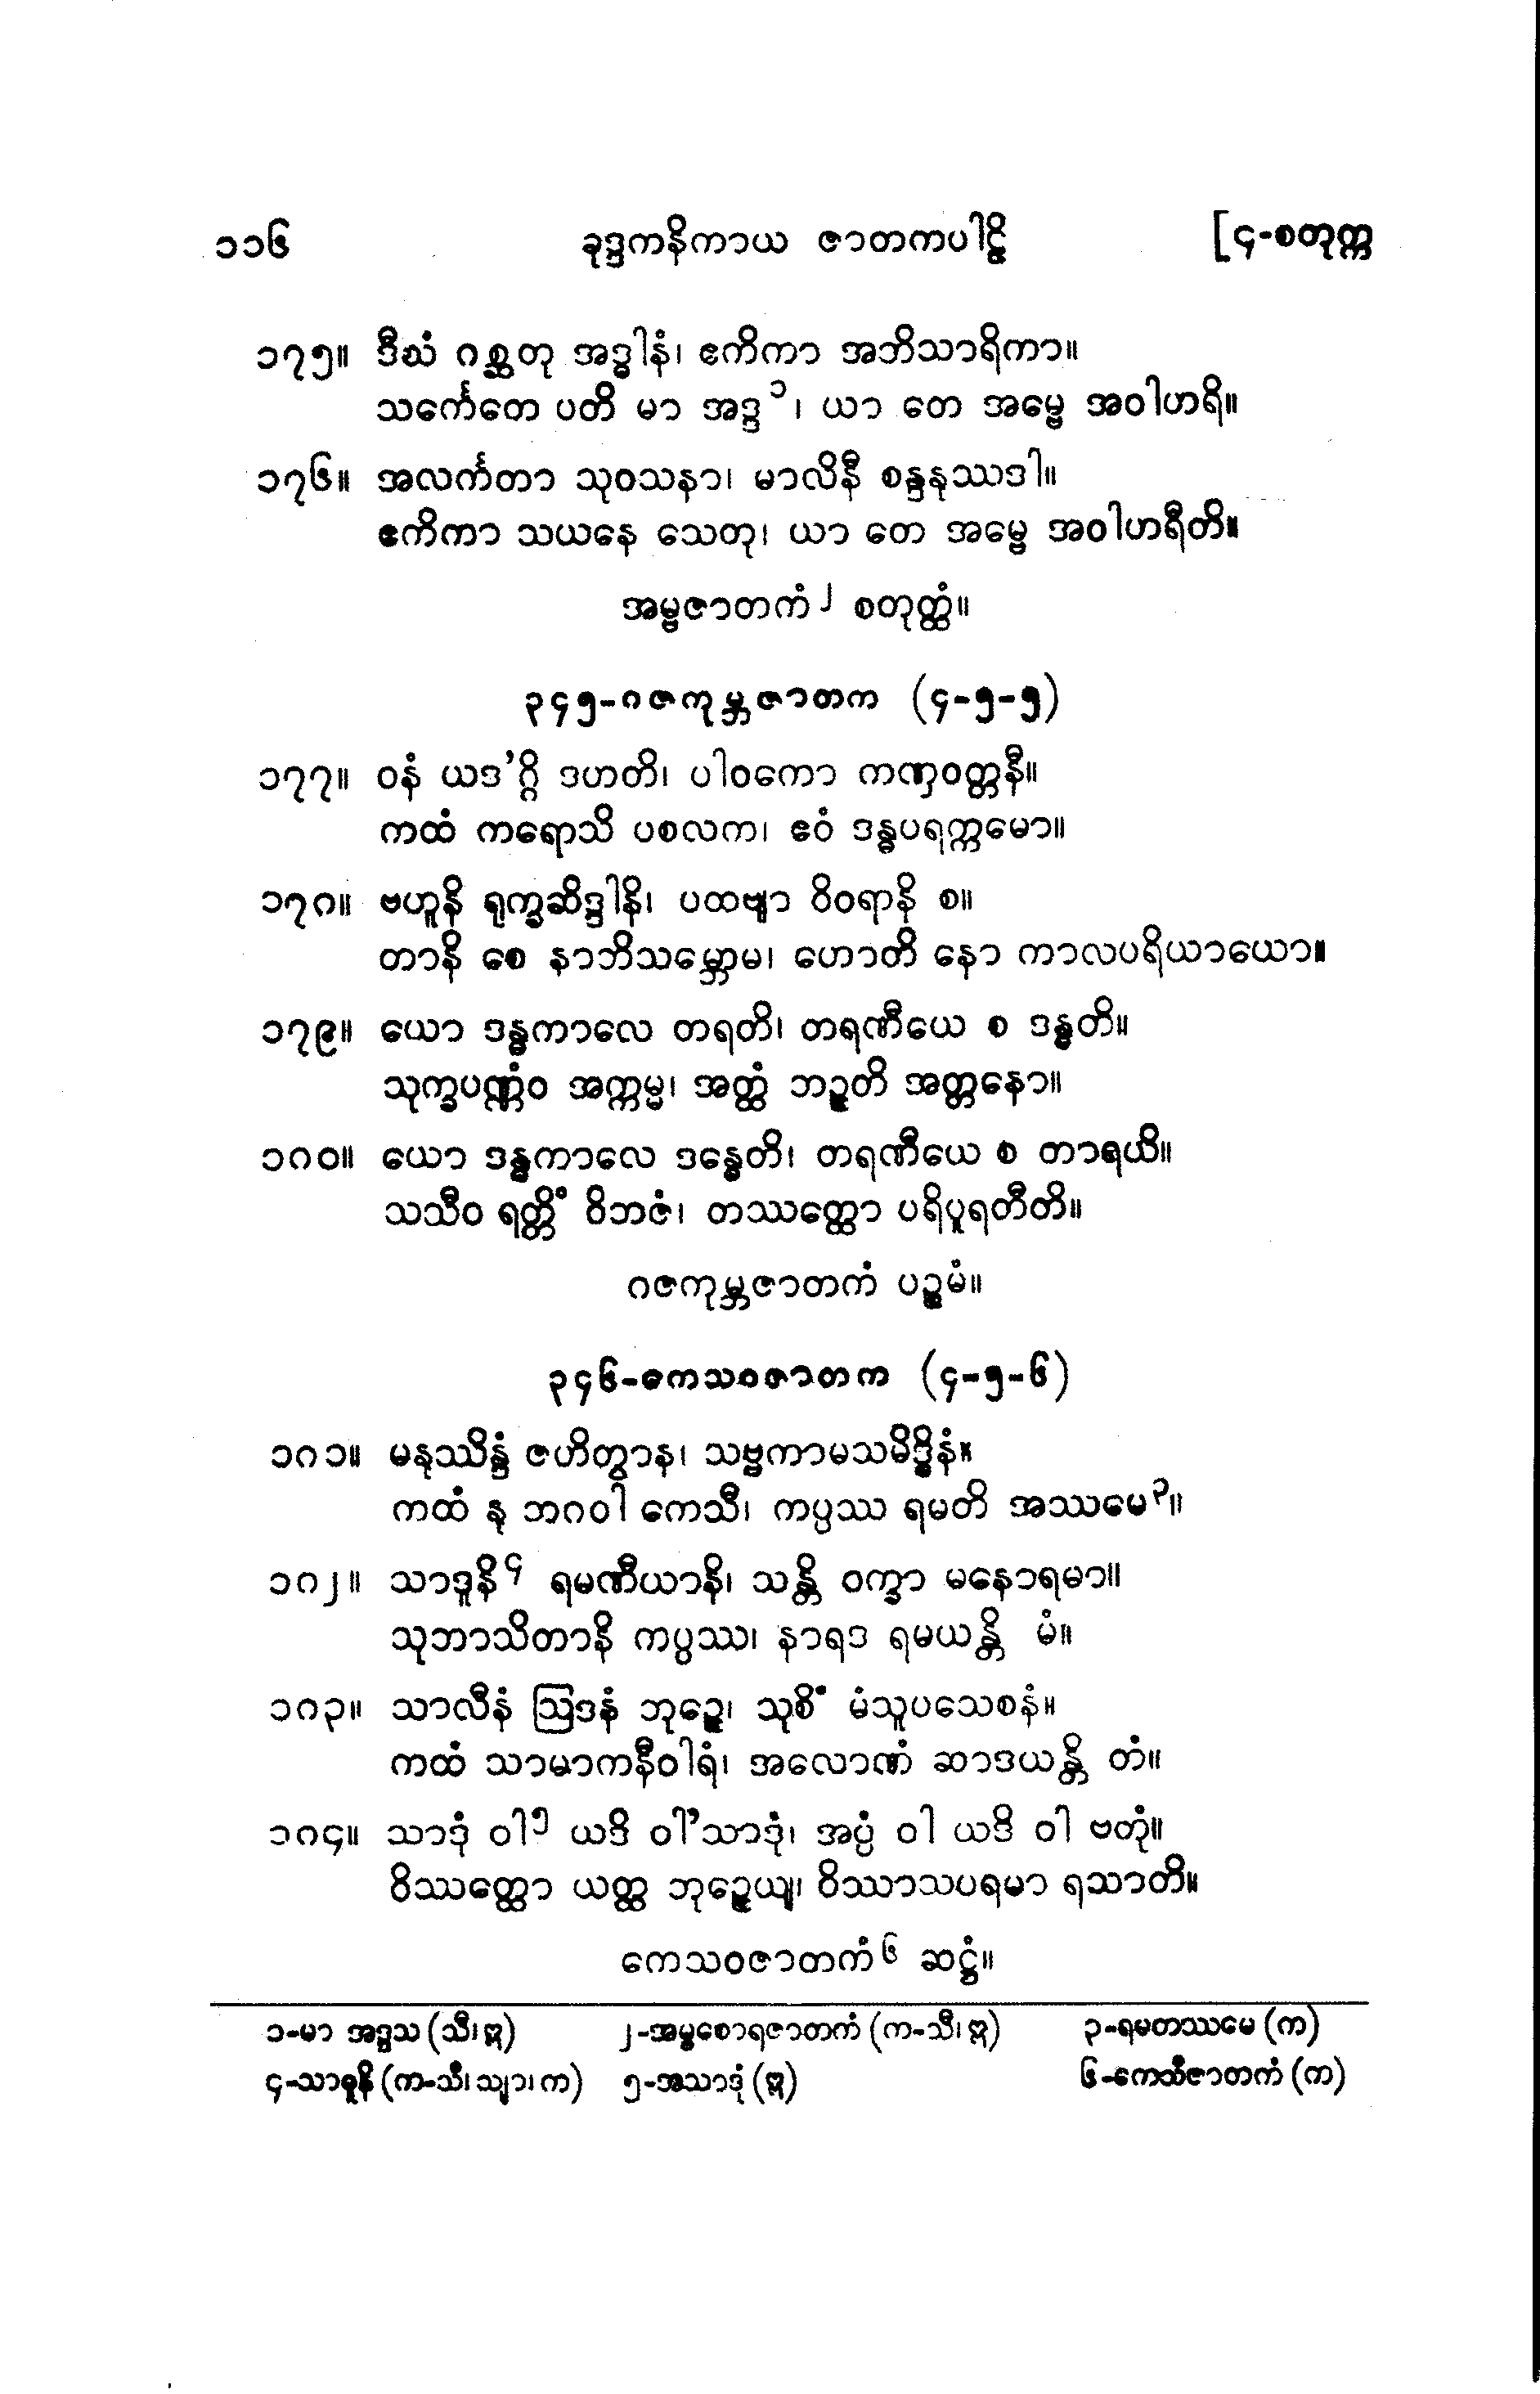 ၁၁၆ ခုဒ္ဒကနိကာယ ဇာတကပါဠိ [၄-စတုက္က
၁၇၅။ ဒီဃံ ဂစ္ဆတု အဒ္ဓါနံ၊ ဧကိကာ အဘိသာရိကာ။
သင်္ကေတေ ပတိ မာ အဒ္ဒ ၁၊ ယာ တေ အမ္ဗေ အဝါဟရိ။
၁၇၆။ အလင်္ကတာ သုဝသနာ၊ မာလိနီ စန္ဒနုဿဒါ။
ဧကိကာ သယနေ သေတု၊ ယာ တေ အမ္ဗေ အဝါဟရီတိ။
အမ္ဗဇာတကံ ၂ စတုတ္ထံ။
၃၄၅-ဂဇကုမ္ဘဇာတက (၄-၅-၅)
၁၇၇။ ဝနံ ယဒ’ဂ္ဂိ ဒဟတိ၊ ပါဝကော ကဏှဝတ္တနီ။
ကထံ ကရောသိ ပစလက၊ ဧဝံ ဒန္ဓပရက္ကမော။
၁၇၈။ ဗဟူနိ ရုက္ခဆိဒ္ဒါနိ၊ ပထဗျာ ဝိဝရာနိ စ။
တာနိ စေ နာဘိသမ္ဘောမ၊ ဟောတိ နော ကာလပရိယာယော။
၁၇၉။ ယော ဒန္ဓကာလေ တရတိ၊ တရဏီယေ စ ဒန္ဓတိ။
သုက္ခပဏ္ဏံဝ အက္ကမ္မ၊ အတ္ထံ ဘဉ္ဇတိ အတ္တနော။
၁၈၀။ ယော ဒန္ဓကာလေ ဒန္ဓေတိ၊ တရဏီယေ စ တာရယိ။
သသီဝ ရတ္တိံ ဝိဘဇံ၊ တဿတ္ထော ပရိပူရတီတိ။
ဂဇကုမ္ဘဇာတကံ ပဉ္စမံ။
၃၄၆-ကေသဝဇာတက (၄-၅-၆)
၁၈၁။ မနုဿိန္ဒံ ဇဟိတွာန၊ သဗ္ဗကာမသမိဒ္ဓိနံ။
ကထံ နု ဘဂဝါ ကေသီ၊ ကပ္ပဿ ရမတိ အဿမေ ၃။
၁၈၂။ သာဒူနိ ၄ ရမဏီယာနိ၊ သန္တိ ဝက္ခာ မနောရမာ။
သုဘာသိတာနိ ကပ္ပဿ၊ နာရဒ ရမယန္တိ မံ။
၁၈၃။ သာလီနံ ဩဒနံ ဘုဉ္ဇေ၊ သုစိံ မံသူပသေစနံ။
ကထံ သာမာကနီဝါရံ၊ အလောဏံ ဆာဒယန္တိ တံ။
၁၈၄။ သာဒုံ ဝါ ၅ ယဒိ ဝါ’သာဒုံ၊ အပ္ပံ ဝါ ယဒိ ဝါ ဗဟုံ။
ဝိဿတ္ထော ယတ္ထ ဘုဉ္ဇေယျ၊ ဝိဿာသပရမာ ရသာတိ။
ကေသဝဇာတကံ ၆ ဆဋ္ဌံ။
၁-မာ အဒ္ဒသ (သီ၊ ဣ) ၂-အမ္ဗစောရဇာတကံ (က-သီ၊ ဣ) ၃-ရမတဿမေ (က)
၄-သာဓူနိ (က-သီ၊ သျာ၊ က) ၅-အသာဒုံ (ဣ) ၆-ကေသီဇာတကံ (က)